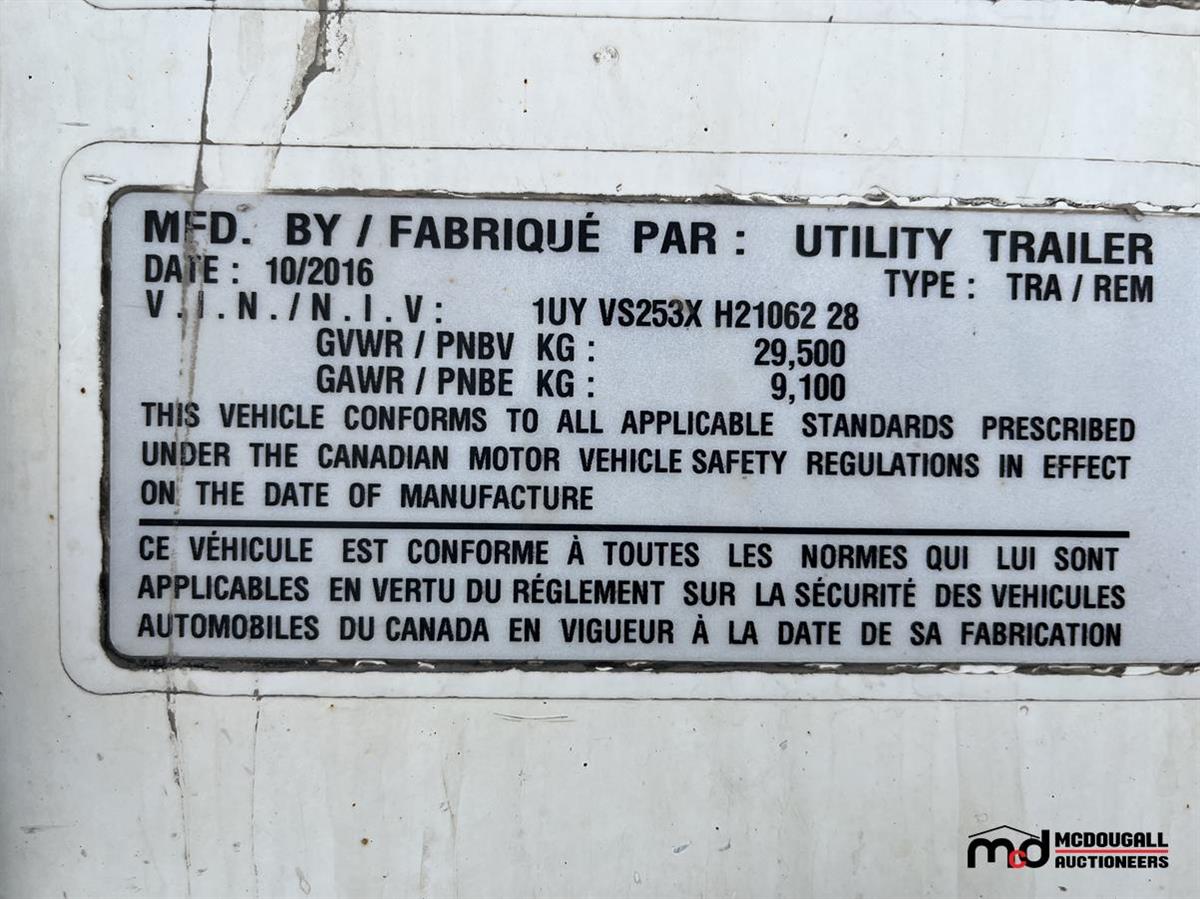 MFD. BY / FABRIQUÉ PAR : UTILITY TRAILER
DATE : 10/2016 TYPE : TRA / REM
V.I.N./N.I.V: 1UY VS253X H21062 28
GVWR / PNBV KG : 29,500
GAWR / PNBE KG : 9,100
THIS VEHICLE CONFORMS TO ALL APPLICABLE STANDARDS PRESCRIBED
UNDER THE CANADIAN MOTOR VEHICLE SAFETY REGULATIONS IN EFFECT
ON THE DATE OF MANUFACTURE
CE VÉHICULE EST CONFORME À TOUTES LES NORMES QUI LUI SONT
APPLICABLES EN VERTU DU RÉGLEMENT SUR LA SÉCURITÉ DES VEHICULES
AUTOMOBILES DU CANADA EN VIGUEUR À LA DATE DE SA FABRICATION
mcd MCDOUGALL
AUCTIONEERS